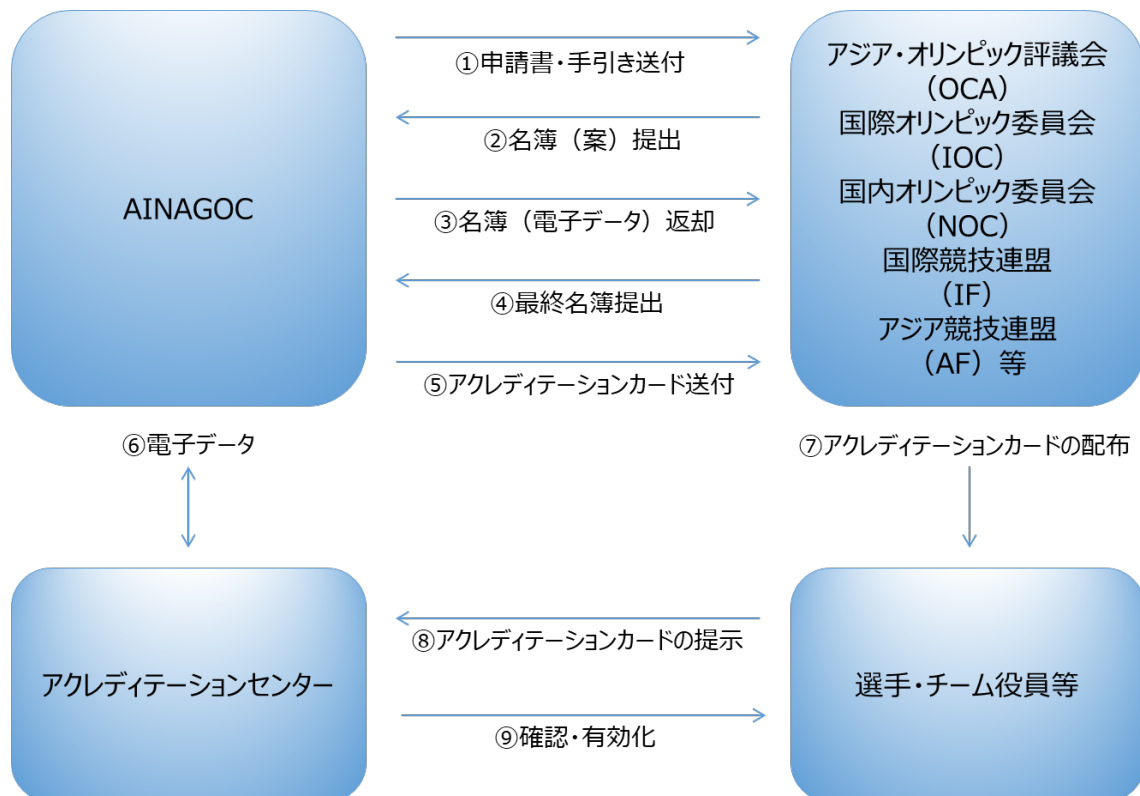 AINAGOC
①申請書・手引き送付
②名簿（案）提出
③名簿（電子データ）返却
④最終名簿提出
⑤アクレディテーションカード送付
アジア・オリンピック評議会
（OCA）
国際オリンピック委員会
（IOC）
国内オリンピック委員会
（NOC）
国際競技連盟
（IF）
アジア競技連盟
（AF）等
⑥電子データ
⑦アクレディテーションカードの配布
アクレディテーションセンター
⑧アクレディテーションカードの提示
⑨確認・有効化
選手・チーム役員等